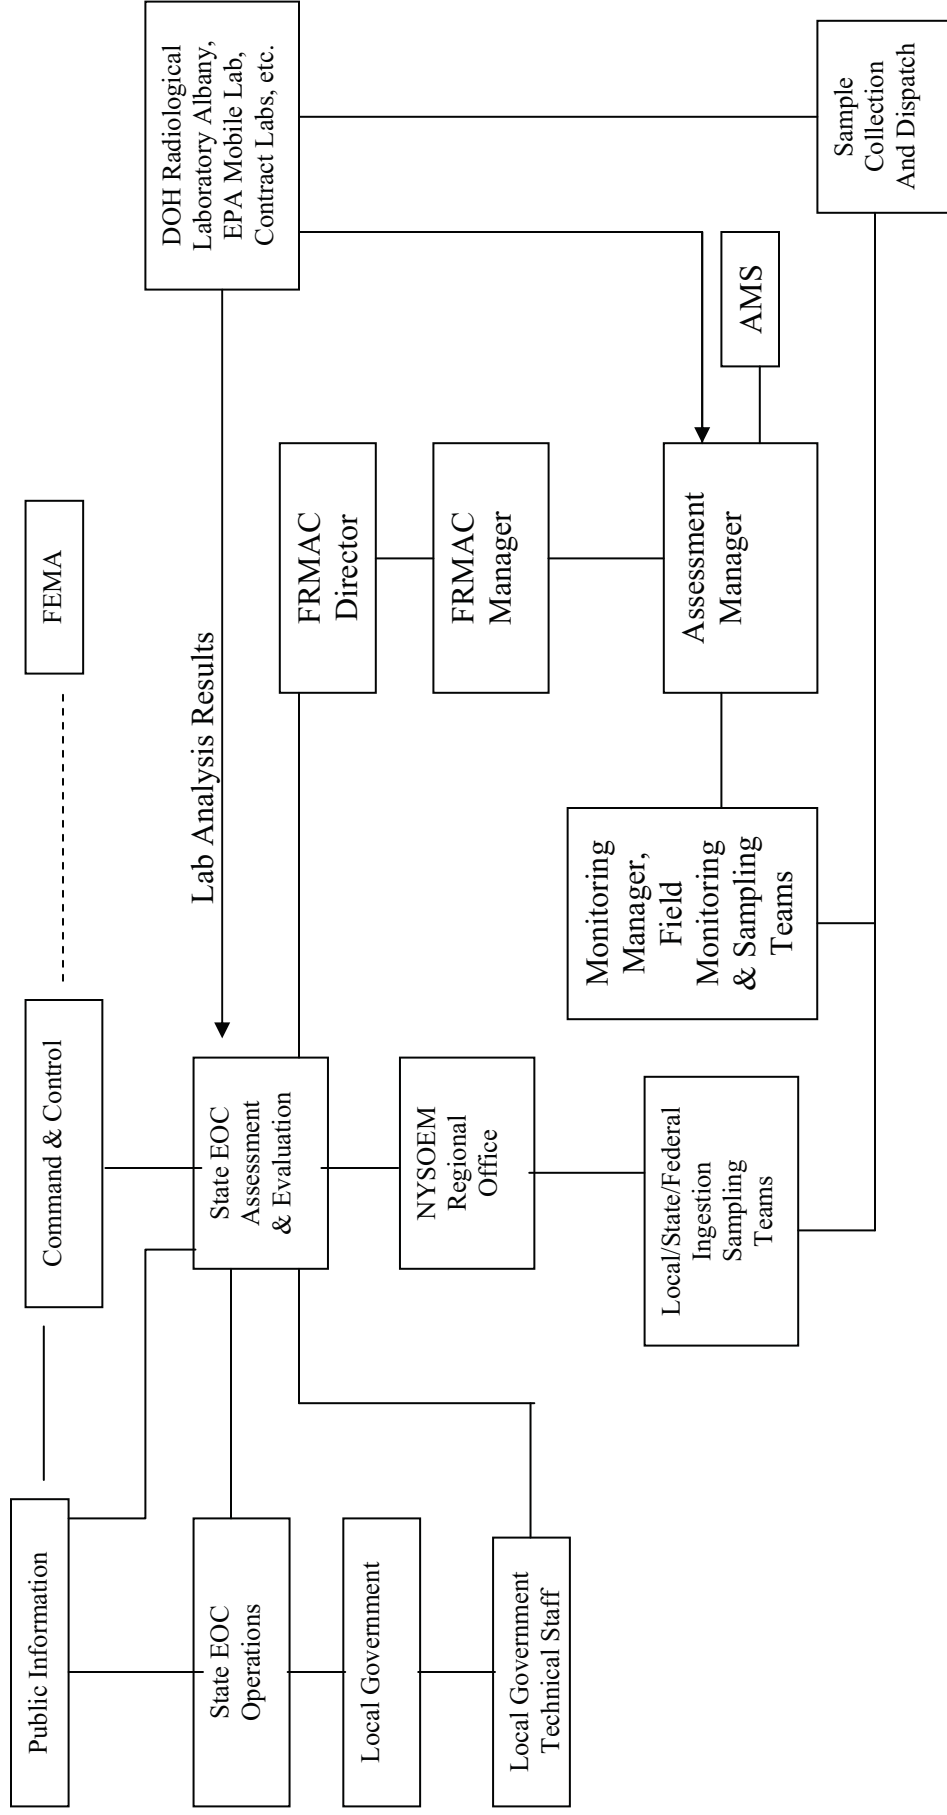 Public Information
Command & Control
FEMA
DOH Radiological
Laboratory Albany,
EPA Mobile Lab,
Contract Labs, etc.
Lab Analysis Results
State EOC
Operations
State EOC
Assessment
& Evaluation
FRMAC
Director
Local Government
NYSOEM
Regional
Office
FRMAC
Manager
Local Government
Technical Staff
Local/State/Federal
Ingestion
Sampling
Teams
Monitoring
Manager,
Field
Monitoring
& Sampling
Teams
Assessment
Manager
AMS
Sample
Collection
And Dispatch